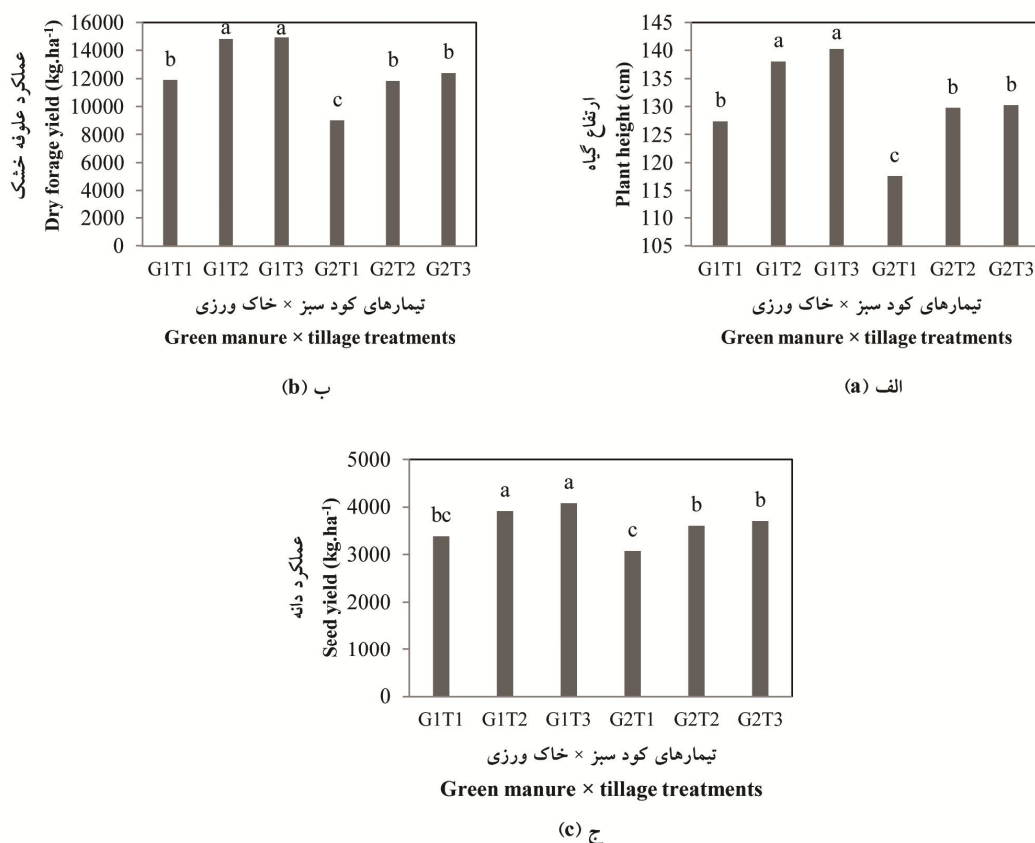 عملکرد علوفه خشک
Dry forage yield (kg.ha-1)
16000
14000
12000
10000
8000
6000
4000
2000
0
b a a c b b
G1T1 G1T2 G1T3 G2T1 G2T2 G2T3
تیمارهای کود سبز × خاک ورزی
Green manure × tillage treatments
ب (b)
ارتفاع گیاه
Plant height (cm)
145
140
135
130
125
120
115
110
105
b a a c b b
G1T1 G1T2 G1T3 G2T1 G2T2 G2T3
تیمارهای کود سبز × خاک ورزی
Green manure × tillage treatments
الف (a)
عملکرد دانه
Seed yield (kg.ha-1)
5000
4000
3000
2000
1000
0
bc a a c b b
G1T1 G1T2 G1T3 G2T1 G2T2 G2T3
تیمارهای کود سبز × خاک ورزی
Green manure × tillage treatments
ج (c)